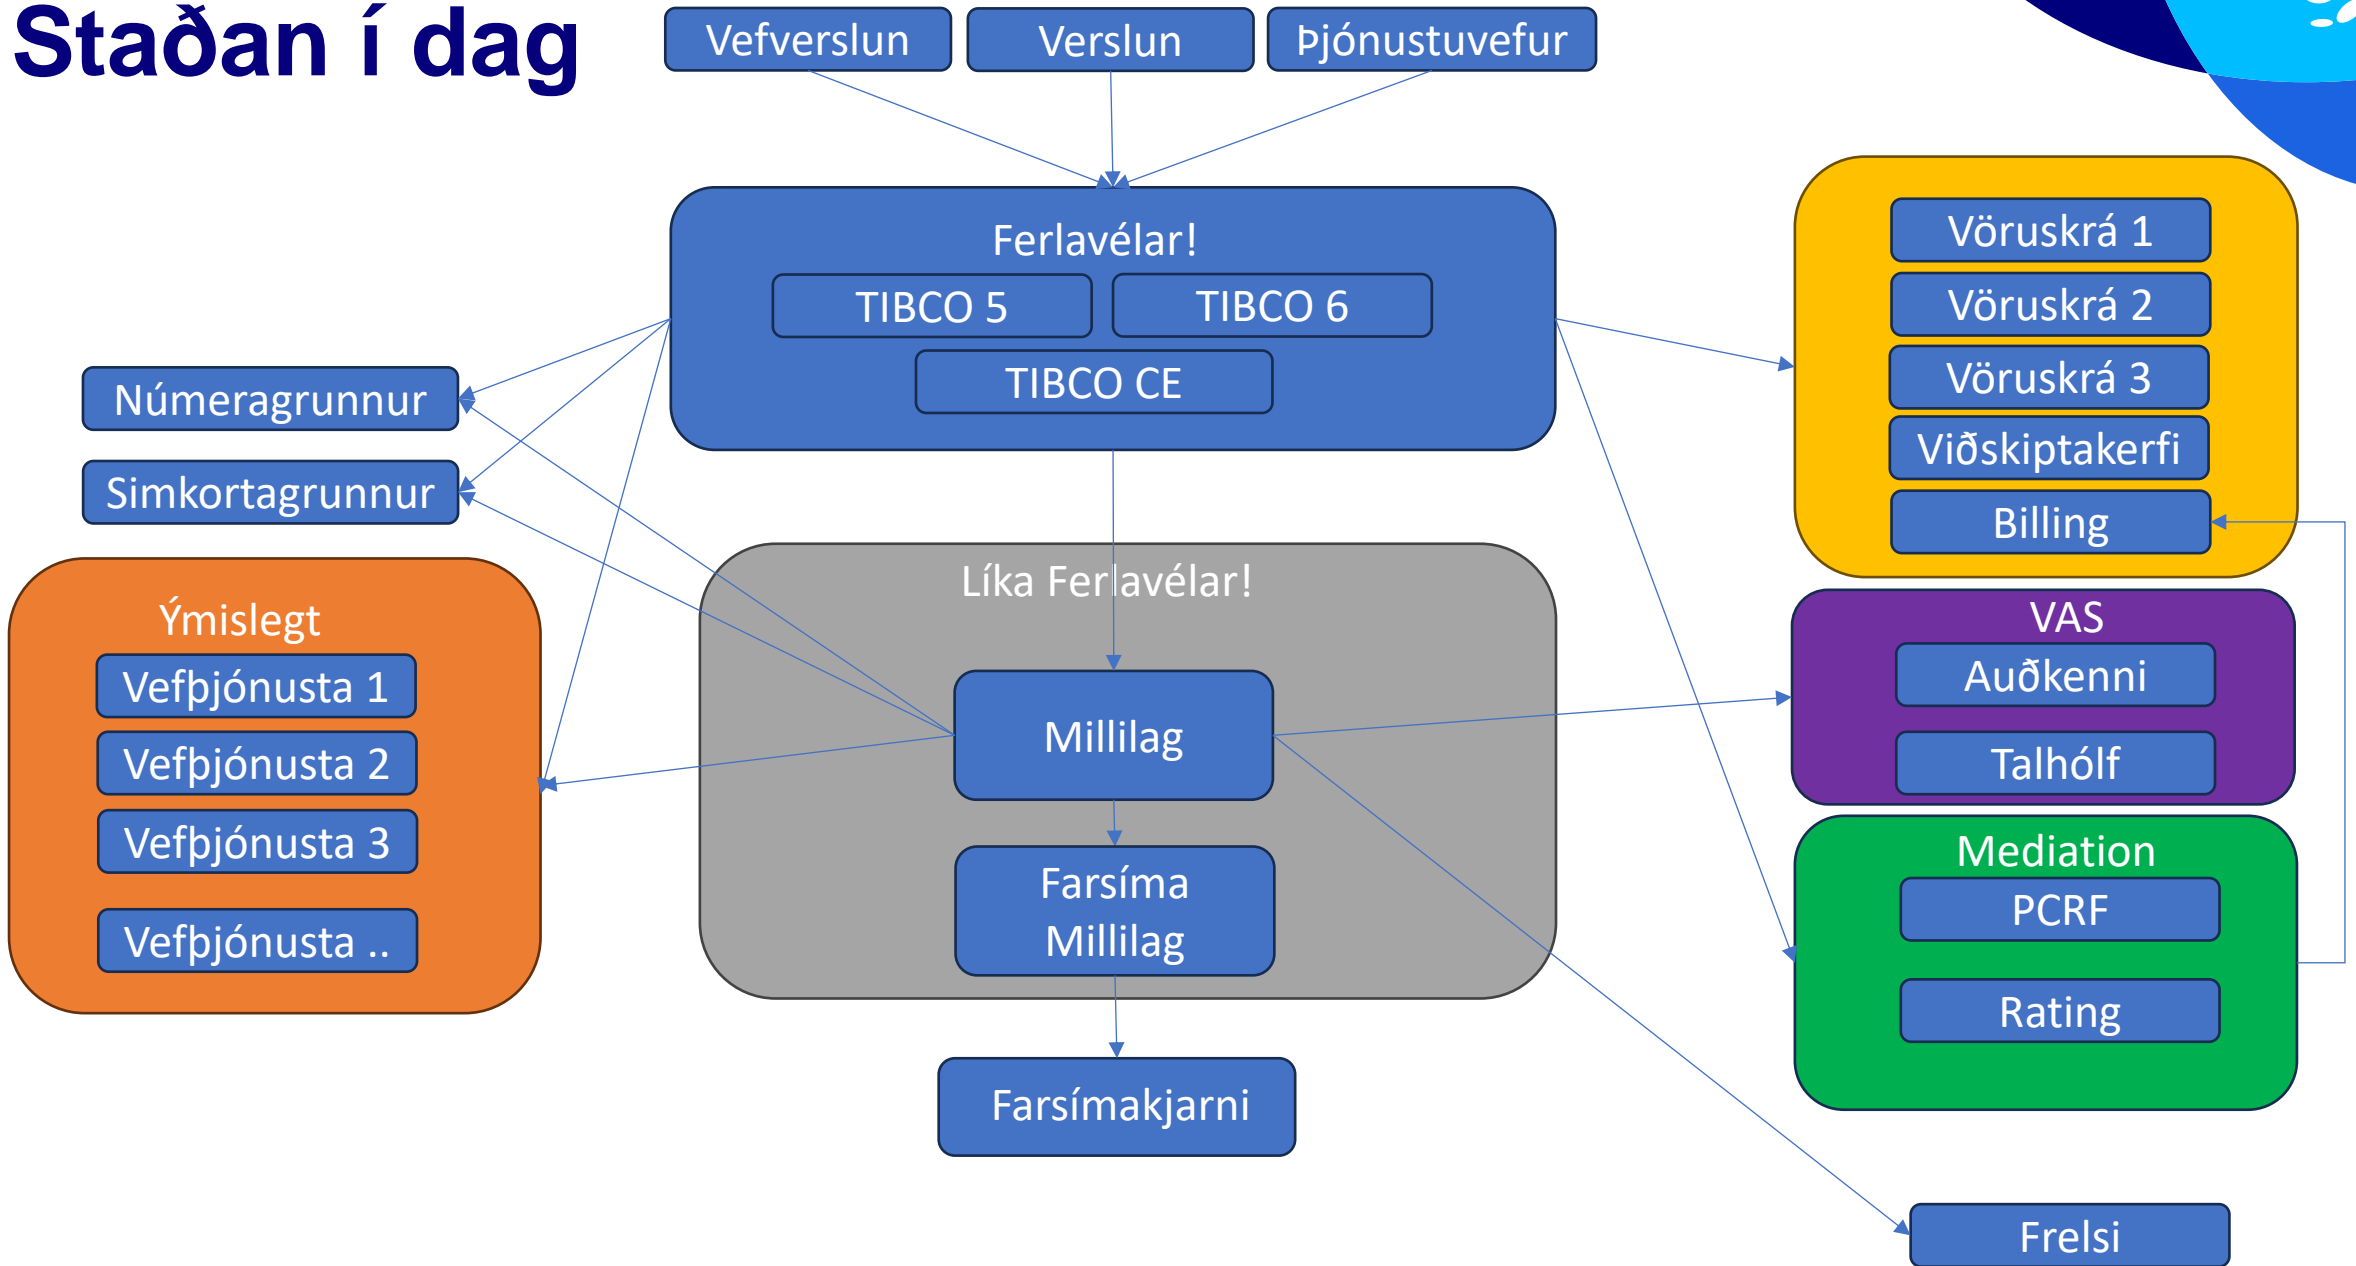 Staðan í dag
Vefverslun
Verslun
Þjónustuvefur
Ferlavélar!
TIBCO 5
TIBCO 6
TIBCO CE
Númeragrunnur
Simkortagrunnur
Ýmislegt
Vefþjónusta 1
Vefþjónusta 2
Vefþjónusta 3
Vefþjónusta ..
Líka Ferlavélar!
Millilag
Farsíma
Millilag
Farsímakjarni
Vöruskrá 1
Vöruskrá 2
Vöruskrá 3
Viðskiptakerfi
Billing
VAS
Auðkenni
Talhólf
Mediation
PCRF
Rating
Frelsi